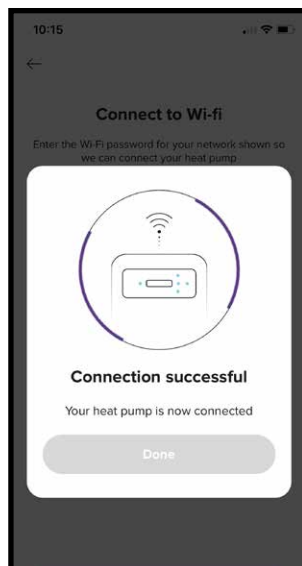 10:15
Connect to Wi-fi
Enter the Wi-Fi password for your network shown so
we can connect your heat pump
Connection successful
Your heat pump is now connected
Done